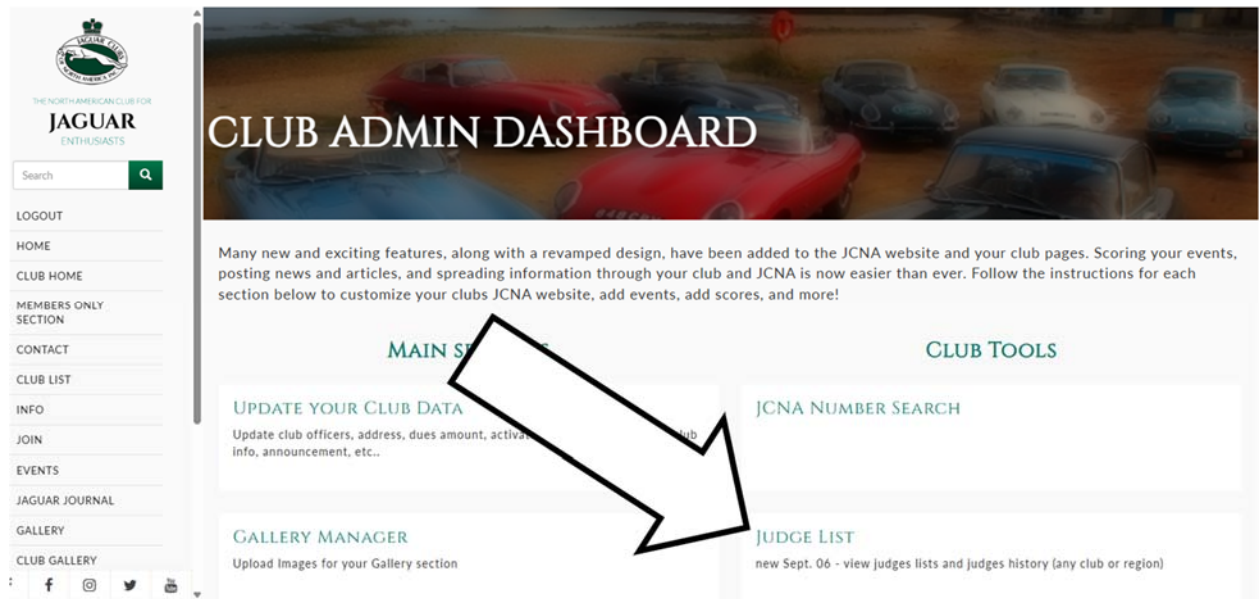 JAGUAR CLUBS
OF NORTH AMERICA INC.
THE NORTH AMERICAN CLUB FOR
JAGUAR
ENTHUSIASTS
Search
LOGOUT
HOME
CLUB HOME
MEMBERS ONLY
SECTION
CONTACT
CLUB LIST
INFO
JOIN
EVENTS
JAGUAR JOURNAL
GALLERY
CLUB GALLERY
CLUB ADMIN DASHBOARD
Many new and exciting features, along with a revamped design, have been added to the JCNA website and your club pages. Scoring your events,
posting news and articles, and spreading information through your club and JCNA is now easier than ever. Follow the instructions for each
section below to customize your clubs JCNA website, add events, add scores, and more!
MAIN
UPDATE YOUR CLUB DATA
Update club officers, address, dues amount,
info, announcement, etc..
GALLERY MANAGER
Upload Images for your Gallery section
CLUB TOOLS
JCNA NUMBER SEARCH
JUDGE LIST
new Sept. 06 - view judges lists and judges history (any club or region)